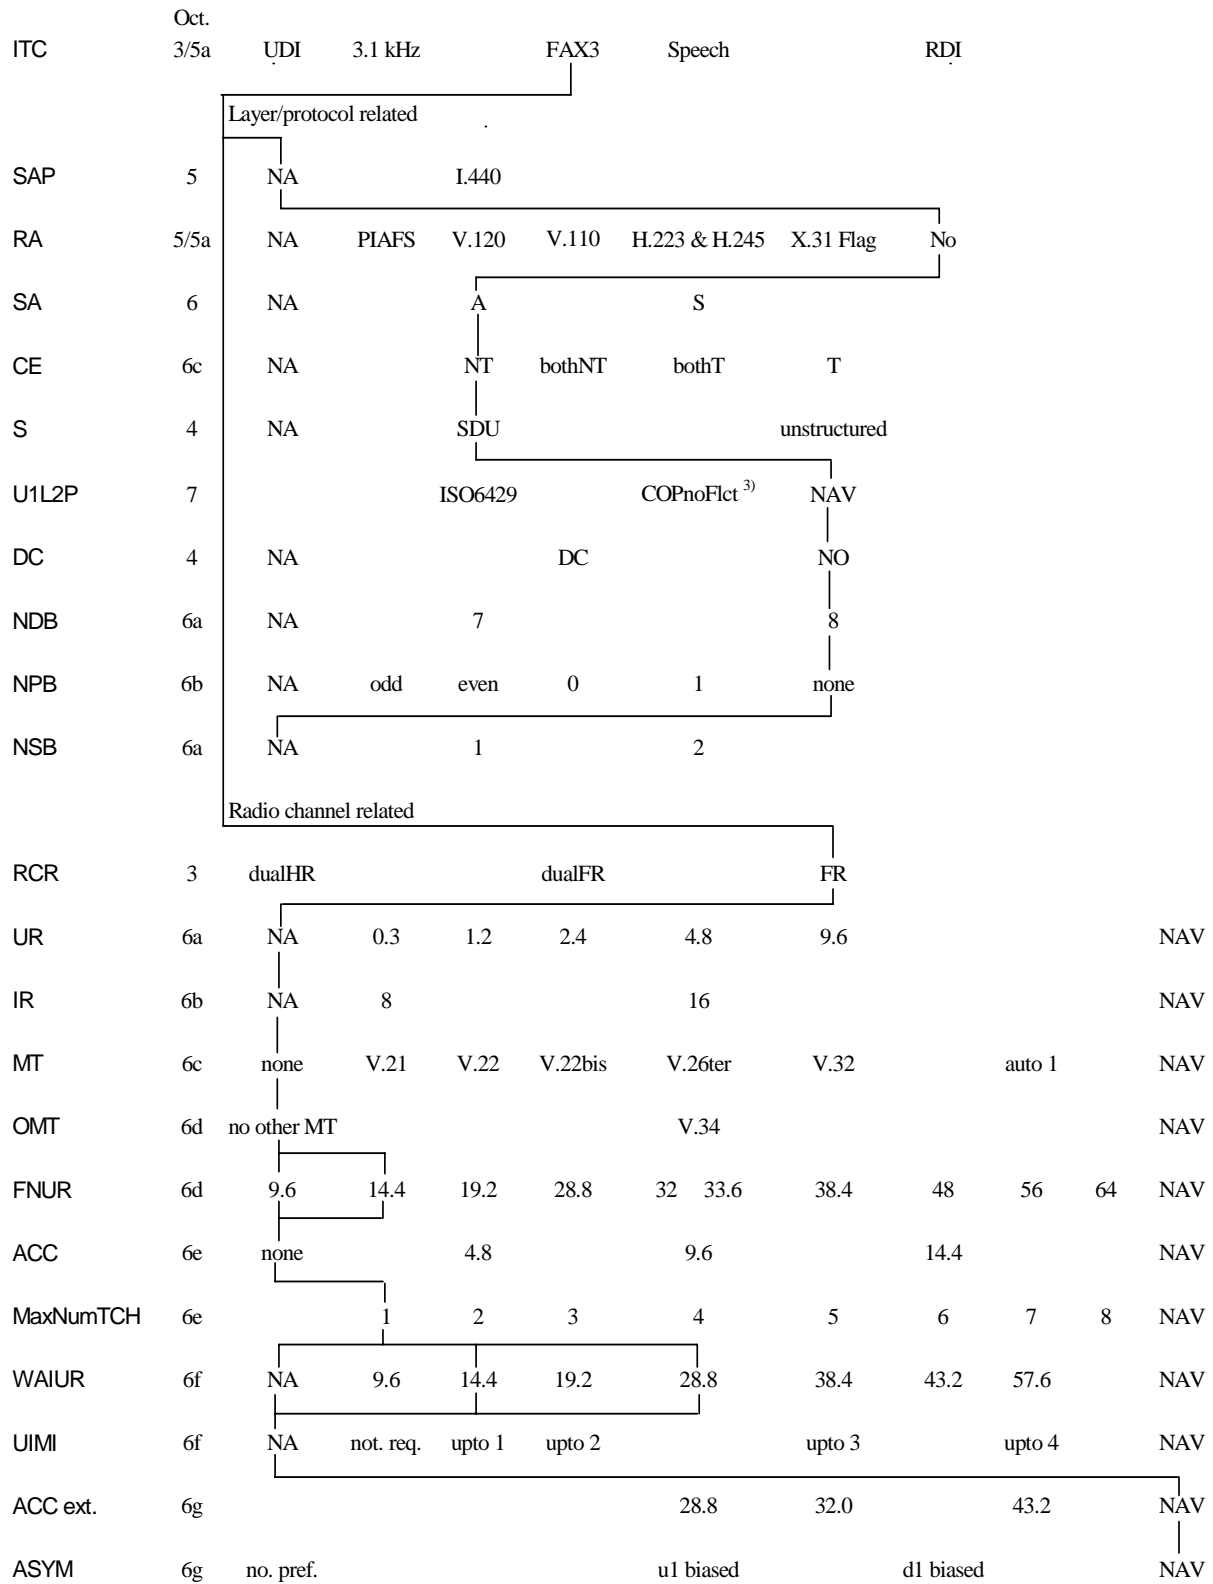 Oct.
ITC 3/5a UDI 3.1 kHz FAX3 Speech RDI
Layer/protocol related
SAP 5 NA I.440
RA 5/5a NA PIAFS V.120 V.110 H.223 & H.245 X.31 Flag No
SA 6 NA A S
CE 6c NA NT bothNT bothT T
S 4 NA SDU unstructured
U1L2P 7 ISO6429 COPnoFlct 3) NAV
DC 4 NA DC NO
NDB 6a NA 7 8
NPB 6b NA odd even 0 1 none
NSB 6a NA 1 2
Radio channel related
RCR 3 dualHR dualFR FR
UR 6a NA 0.3 1.2 2.4 4.8 9.6 NAV
IR 6b NA 8 16 NAV
MT 6c none V.21 V.22 V.22bis V.26ter V.32 auto 1 NAV
OMT 6d no other MT V.34 NAV
FNUR 6d 9.6 14.4 19.2 28.8 32 33.6 38.4 48 56 64 NAV
ACC 6e none 4.8 9.6 14.4 NAV
MaxNumTCH 6e 1 2 3 4 5 6 7 8 NAV
WAIUR 6f NA 9.6 14.4 19.2 28.8 38.4 43.2 57.6 NAV
UIMI 6f NA not. req. upto 1 upto 2 upto 3 upto 4 NAV
ACC ext. 6g 28.8 32.0 43.2 NAV
ASYM 6g no. pref. u1 biased d1 biased NAV